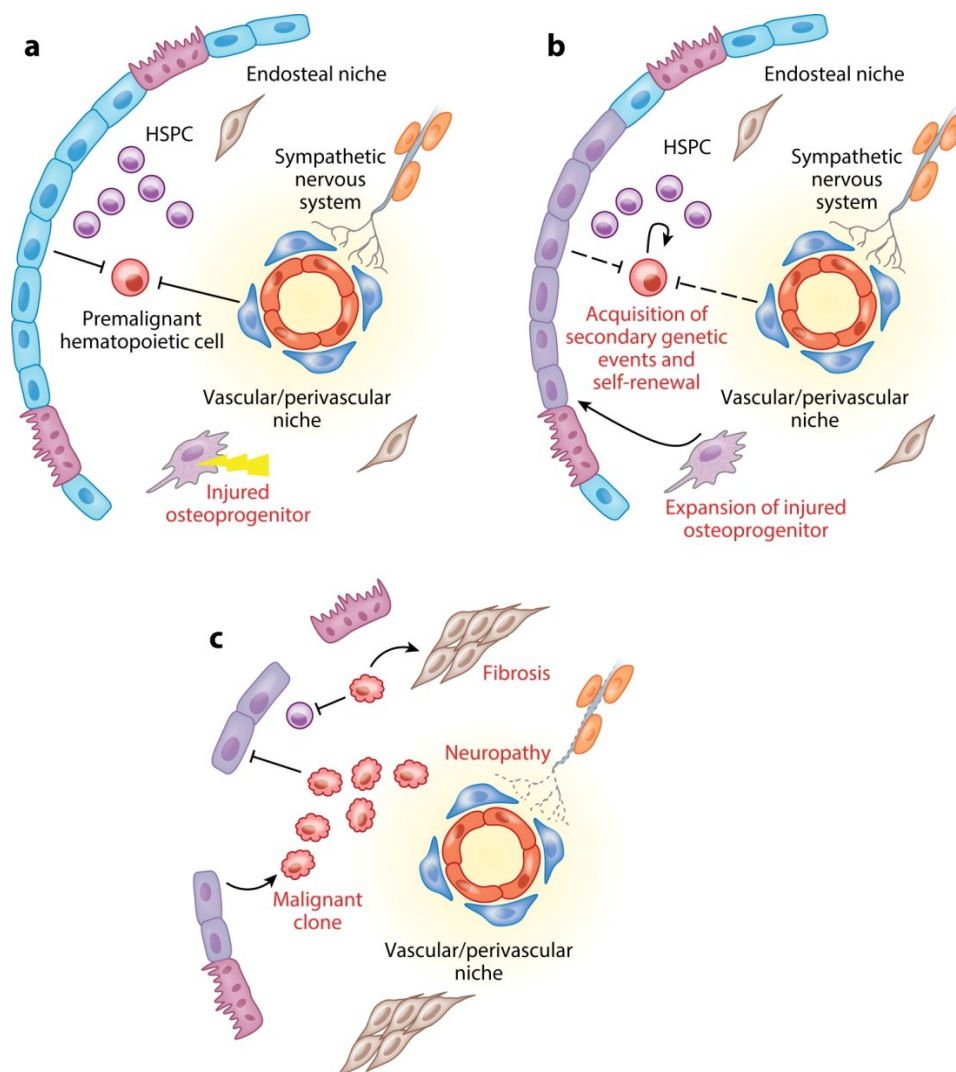 a
Endosteal niche
HSPC
Sympathetic
nervous
system
Premalignant
hematopoietic cell
Vascular/perivascular
niche
Injured
osteoprogenitor
b
Endosteal niche
HSPC
Sympathetic
nervous
system
Acquisition of
secondary genetic
events and
self-renewal
Vascular/perivascular
niche
Expansion of injured
osteoprogenitor
c
Fibrosis
Neuropathy
Malignant
clone
Vascular/perivascular
niche